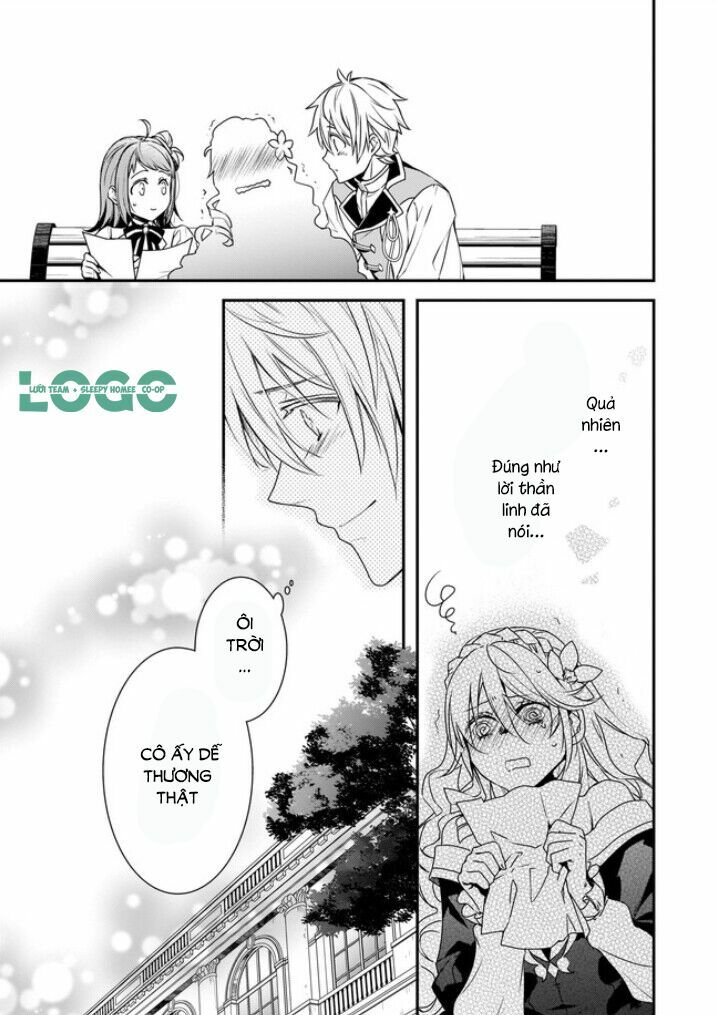 Quả
nhiên
...
Đúng như
lời thần
linh đã
nói...
LƯỜI TEAM + SLEEPY HOMEE CO-OP
LOGO
ÔI
TRỜI
...
CÔ ẤY DỄ
THƯƠNG
THẬT